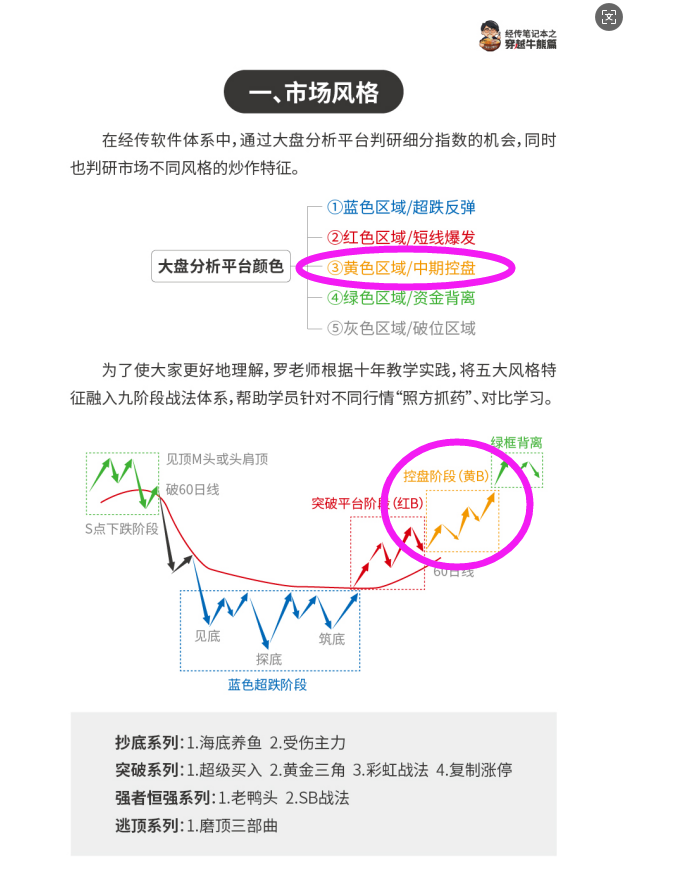 经传笔记本之
穿越牛熊篇
一、市场风格
在经传软件体系中，通过大盘分析平台判研细分指数的机会，同时
也判研市场不同风格的炒作特征。
①蓝色区域/超跌反弹
②红色区域/短线爆发
大盘分析平台颜色
③黄色区域/中期控盘
④绿色区域/资金背离
⑤灰色区域/破位区域
为了使大家更好地理解，罗老师根据十年教学实践，将五大风格特
征融入九阶段战法体系，帮助学员针对不同行情“照方抓药”、对比学习。
绿框背离
见顶M头或头肩顶
控盘阶段（黄B）
破60日线
突破平台阶段（红B）
S点下跌阶段
60日线
见底
筑底
探底
蓝色超跌阶段
抄底系列：1.海底养鱼 2.受伤主力
突破系列：1.超级买入 2.黄金三角 3.彩虹战法 4.复制涨停
强者恒强系列：1.老鸭头 2.SB战法
逃顶系列：1.磨顶三部曲